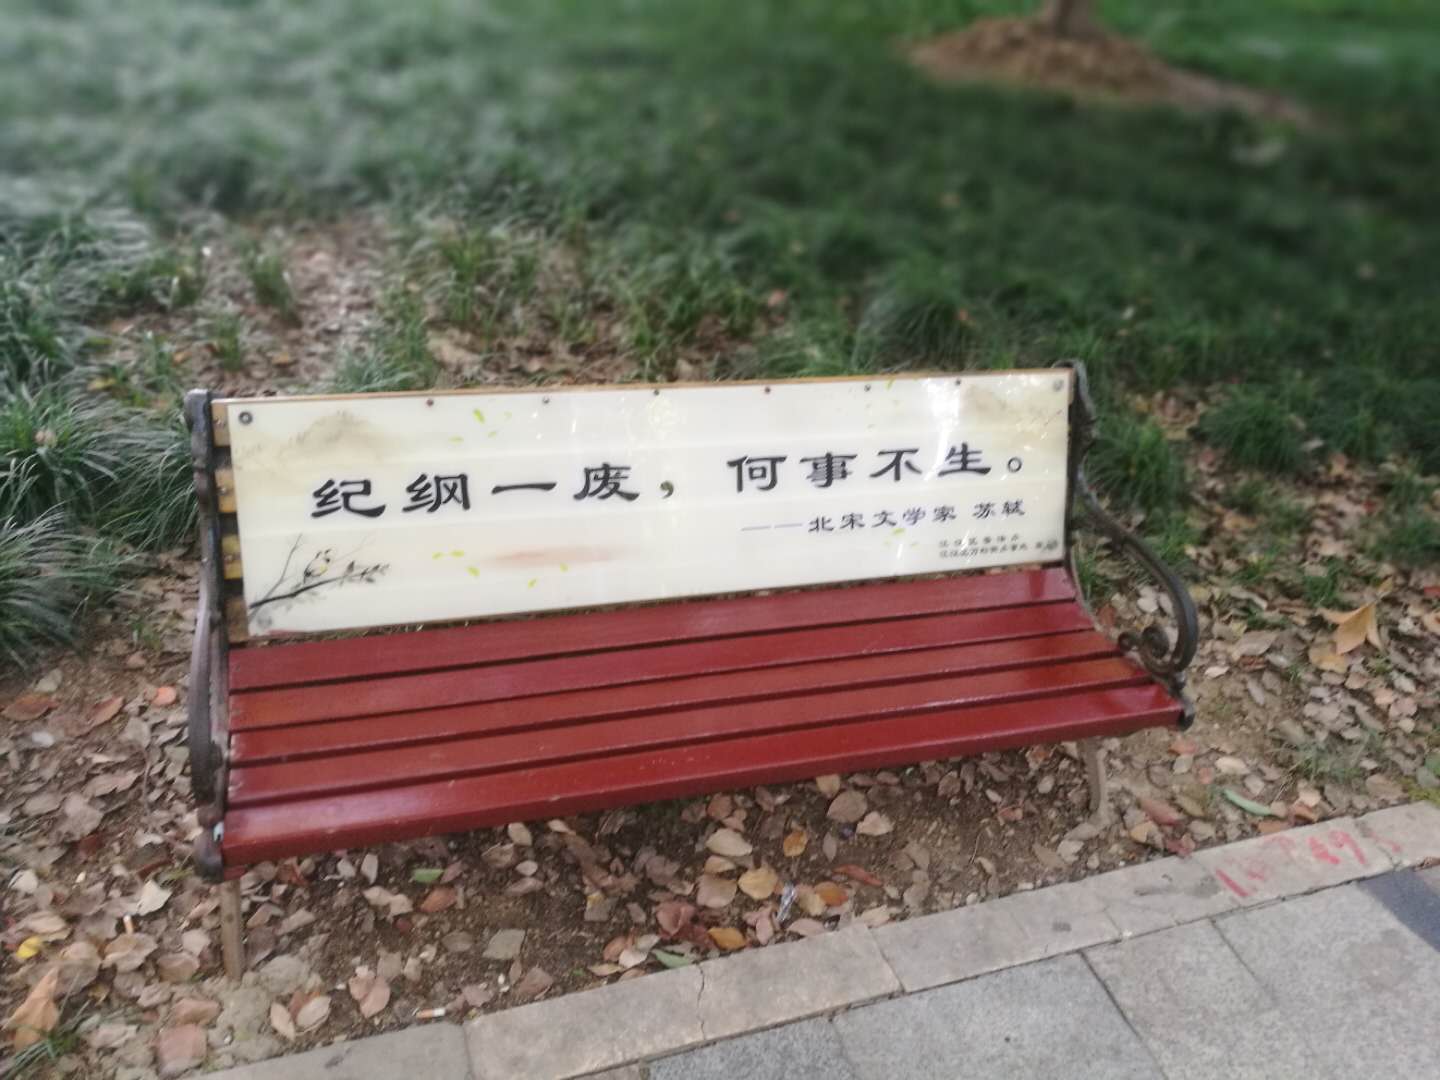 纪纲一废，何事不生。
——北宋文学家 苏轼